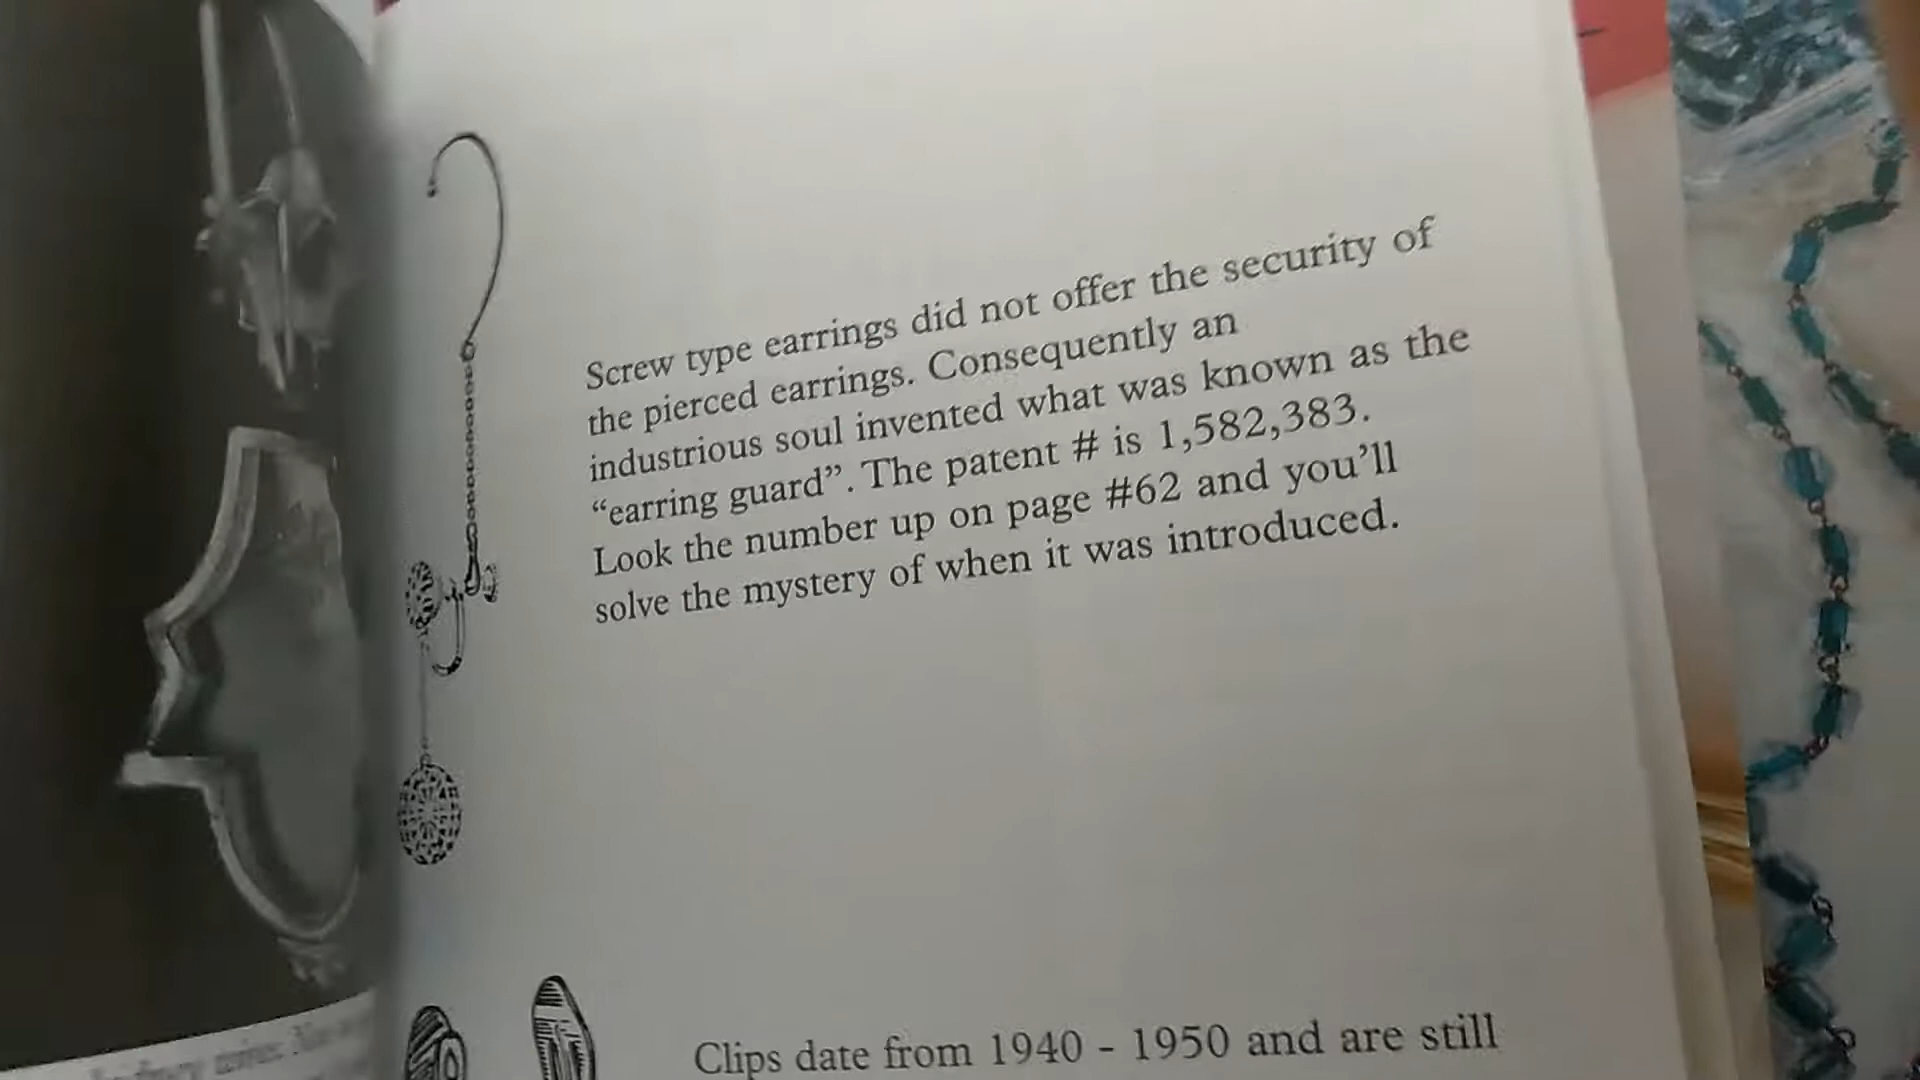 Screw type earrings did not offer the security of
the pierced earrings. Consequently an
industrious soul invented what was known as the
“earring guard”. The patent # is 1,582,383.
Look the number up on page #62 and you’ll
solve the mystery of when it was introduced.
Clips date from 1940 - 1950 and are still